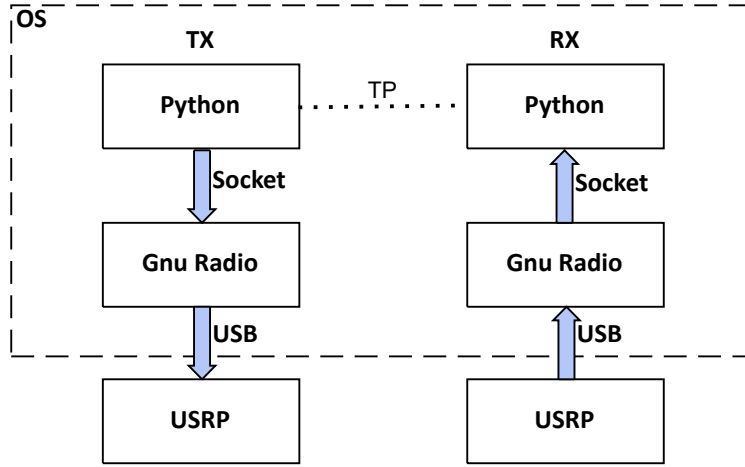 OS
TX RX
Python TP Python
Socket Socket
Gnu Radio Gnu Radio
USB USB
USRP USRP